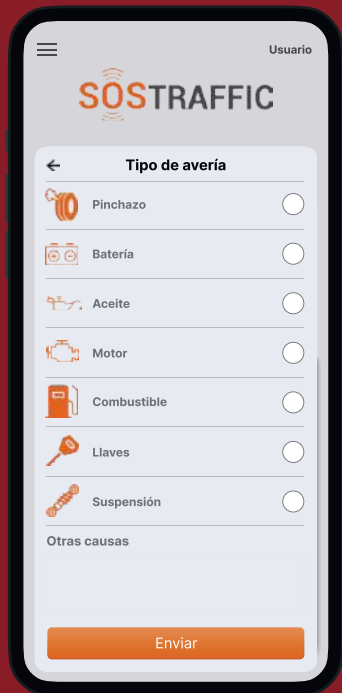 Usuario
SOSTRAFFIC
Tipo de avería
Pinchazo
Batería
Aceite
Motor
Combustible
Llaves
Suspensión
Otras causas
Enviar